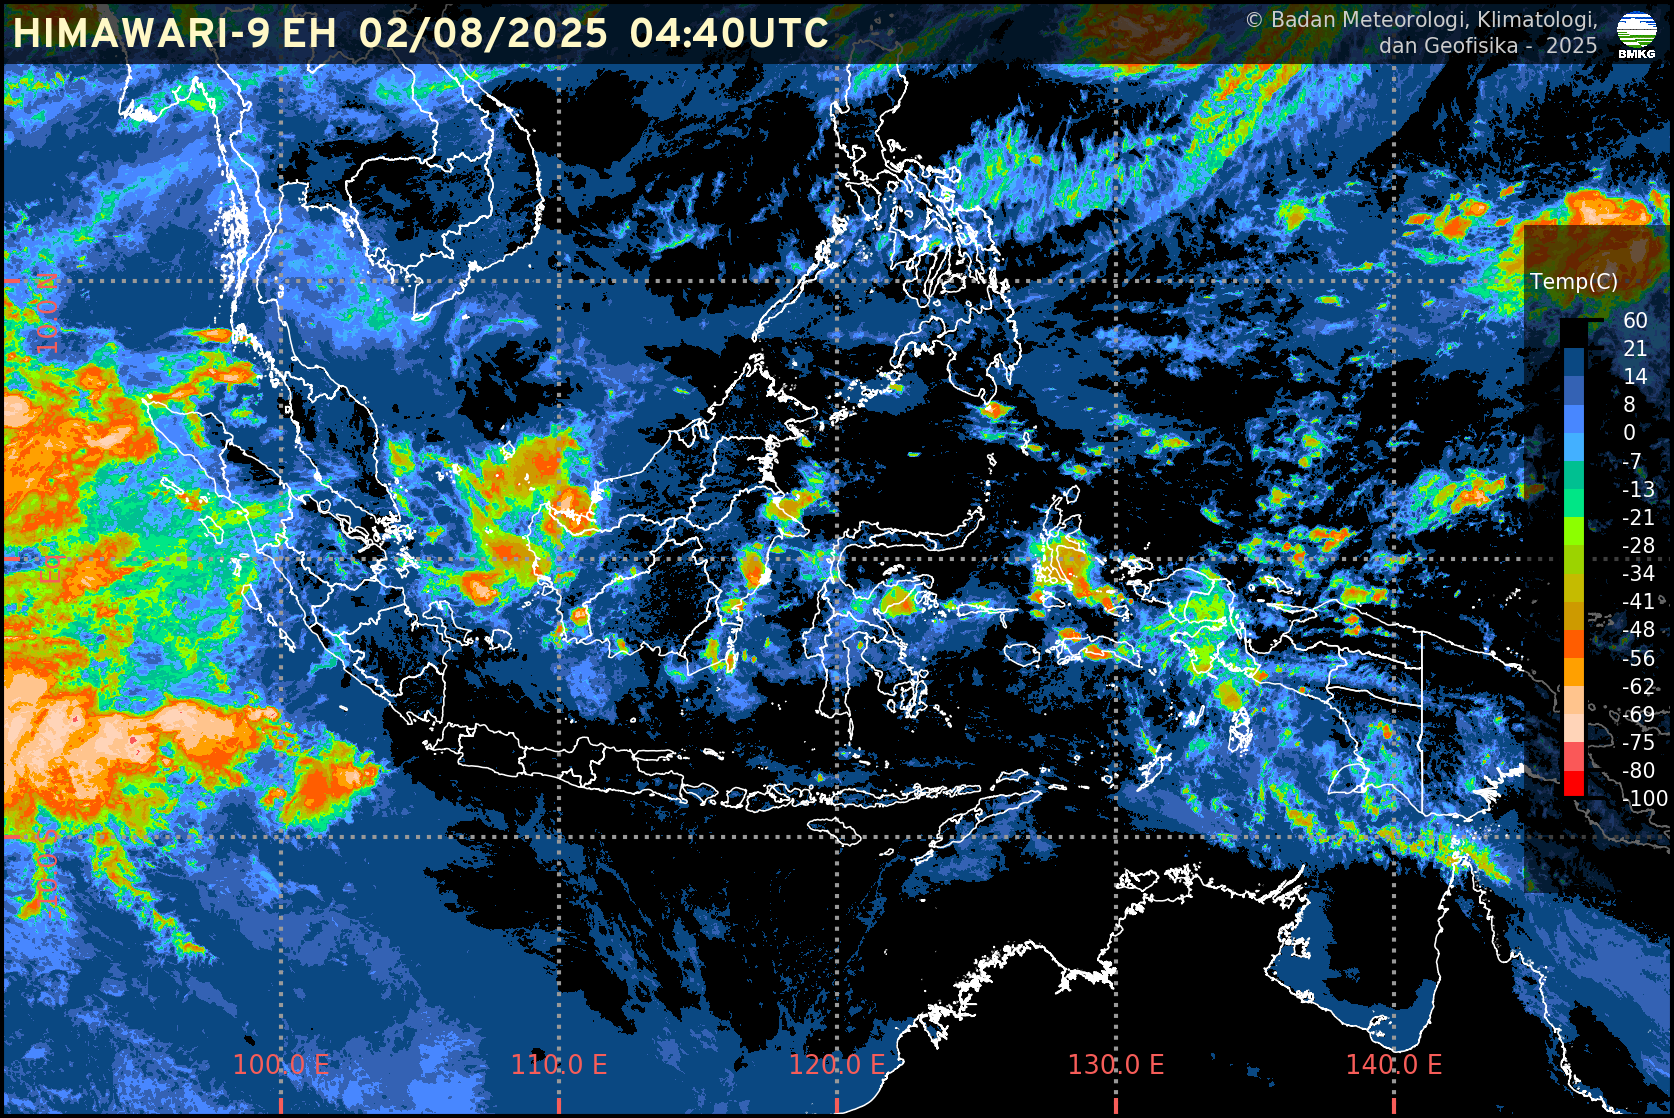 HIMAWARI-9 EH 02/08/2025 04:40UTC
© Badan Meteorologi, Klimatologi,
dan Geofisika - 2025
BMKG
10.0 N
Eq
-10.0 S
Temp(C)
60
21
14
8
0
-7
-13
-21
-28
-34
-41
-48
-56
-62
-69
-75
-80
-100
100.0 E
110.0 E
120.0 E
130.0 E
140.0 E